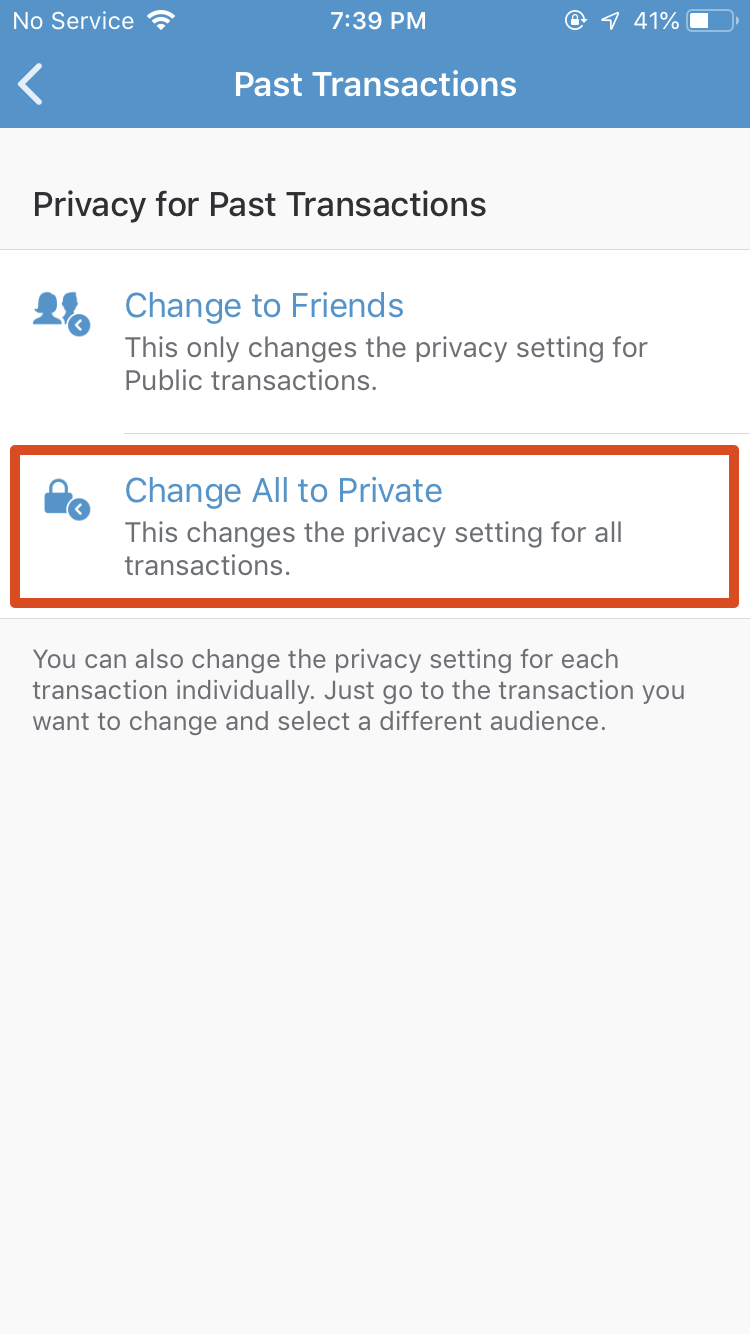 No Service 7:39 PM 41%
Past Transactions
Privacy for Past Transactions
Change to Friends
This only changes the privacy setting for
Public transactions.
Change All to Private
This changes the privacy setting for all
transactions.
You can also change the privacy setting for each
transaction individually. Just go to the transaction you
want to change and select a different audience.